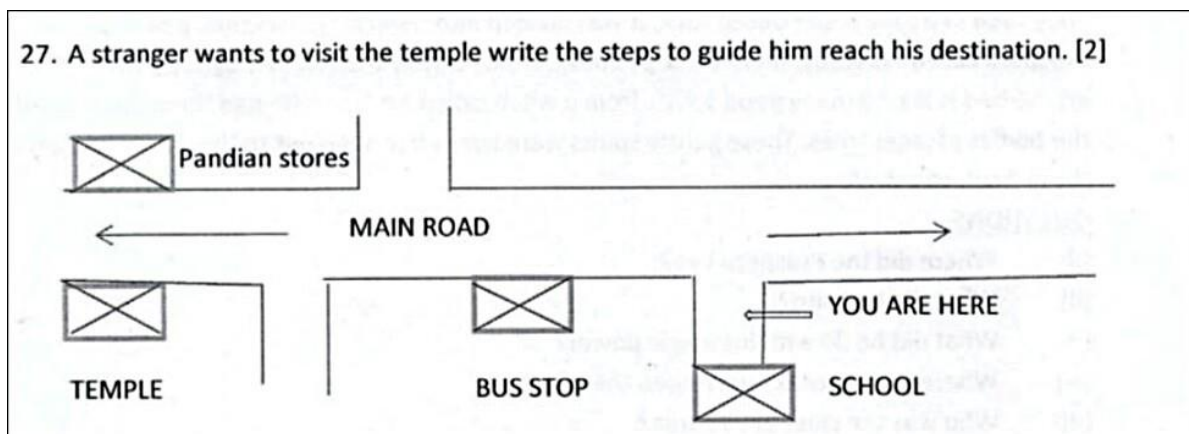 27. A stranger wants to visit the temple write the steps to guide him reach his destination. [2]
Pandian stores
MAIN ROAD
YOU ARE HERE
TEMPLE
BUS STOP
SCHOOL